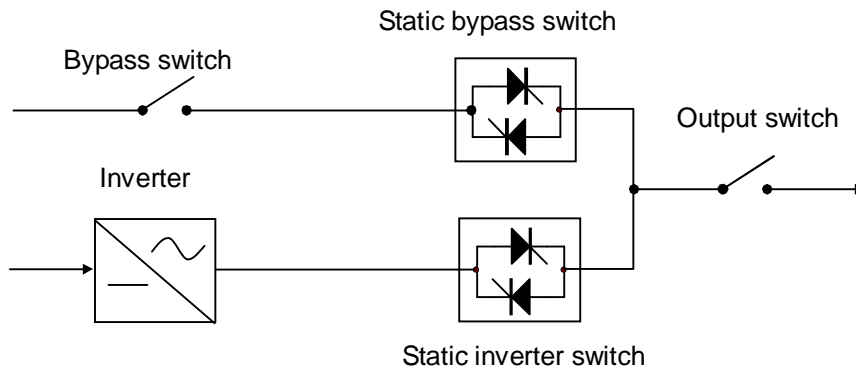 Static bypass switch
Bypass switch
Output switch
Inverter
Static inverter switch